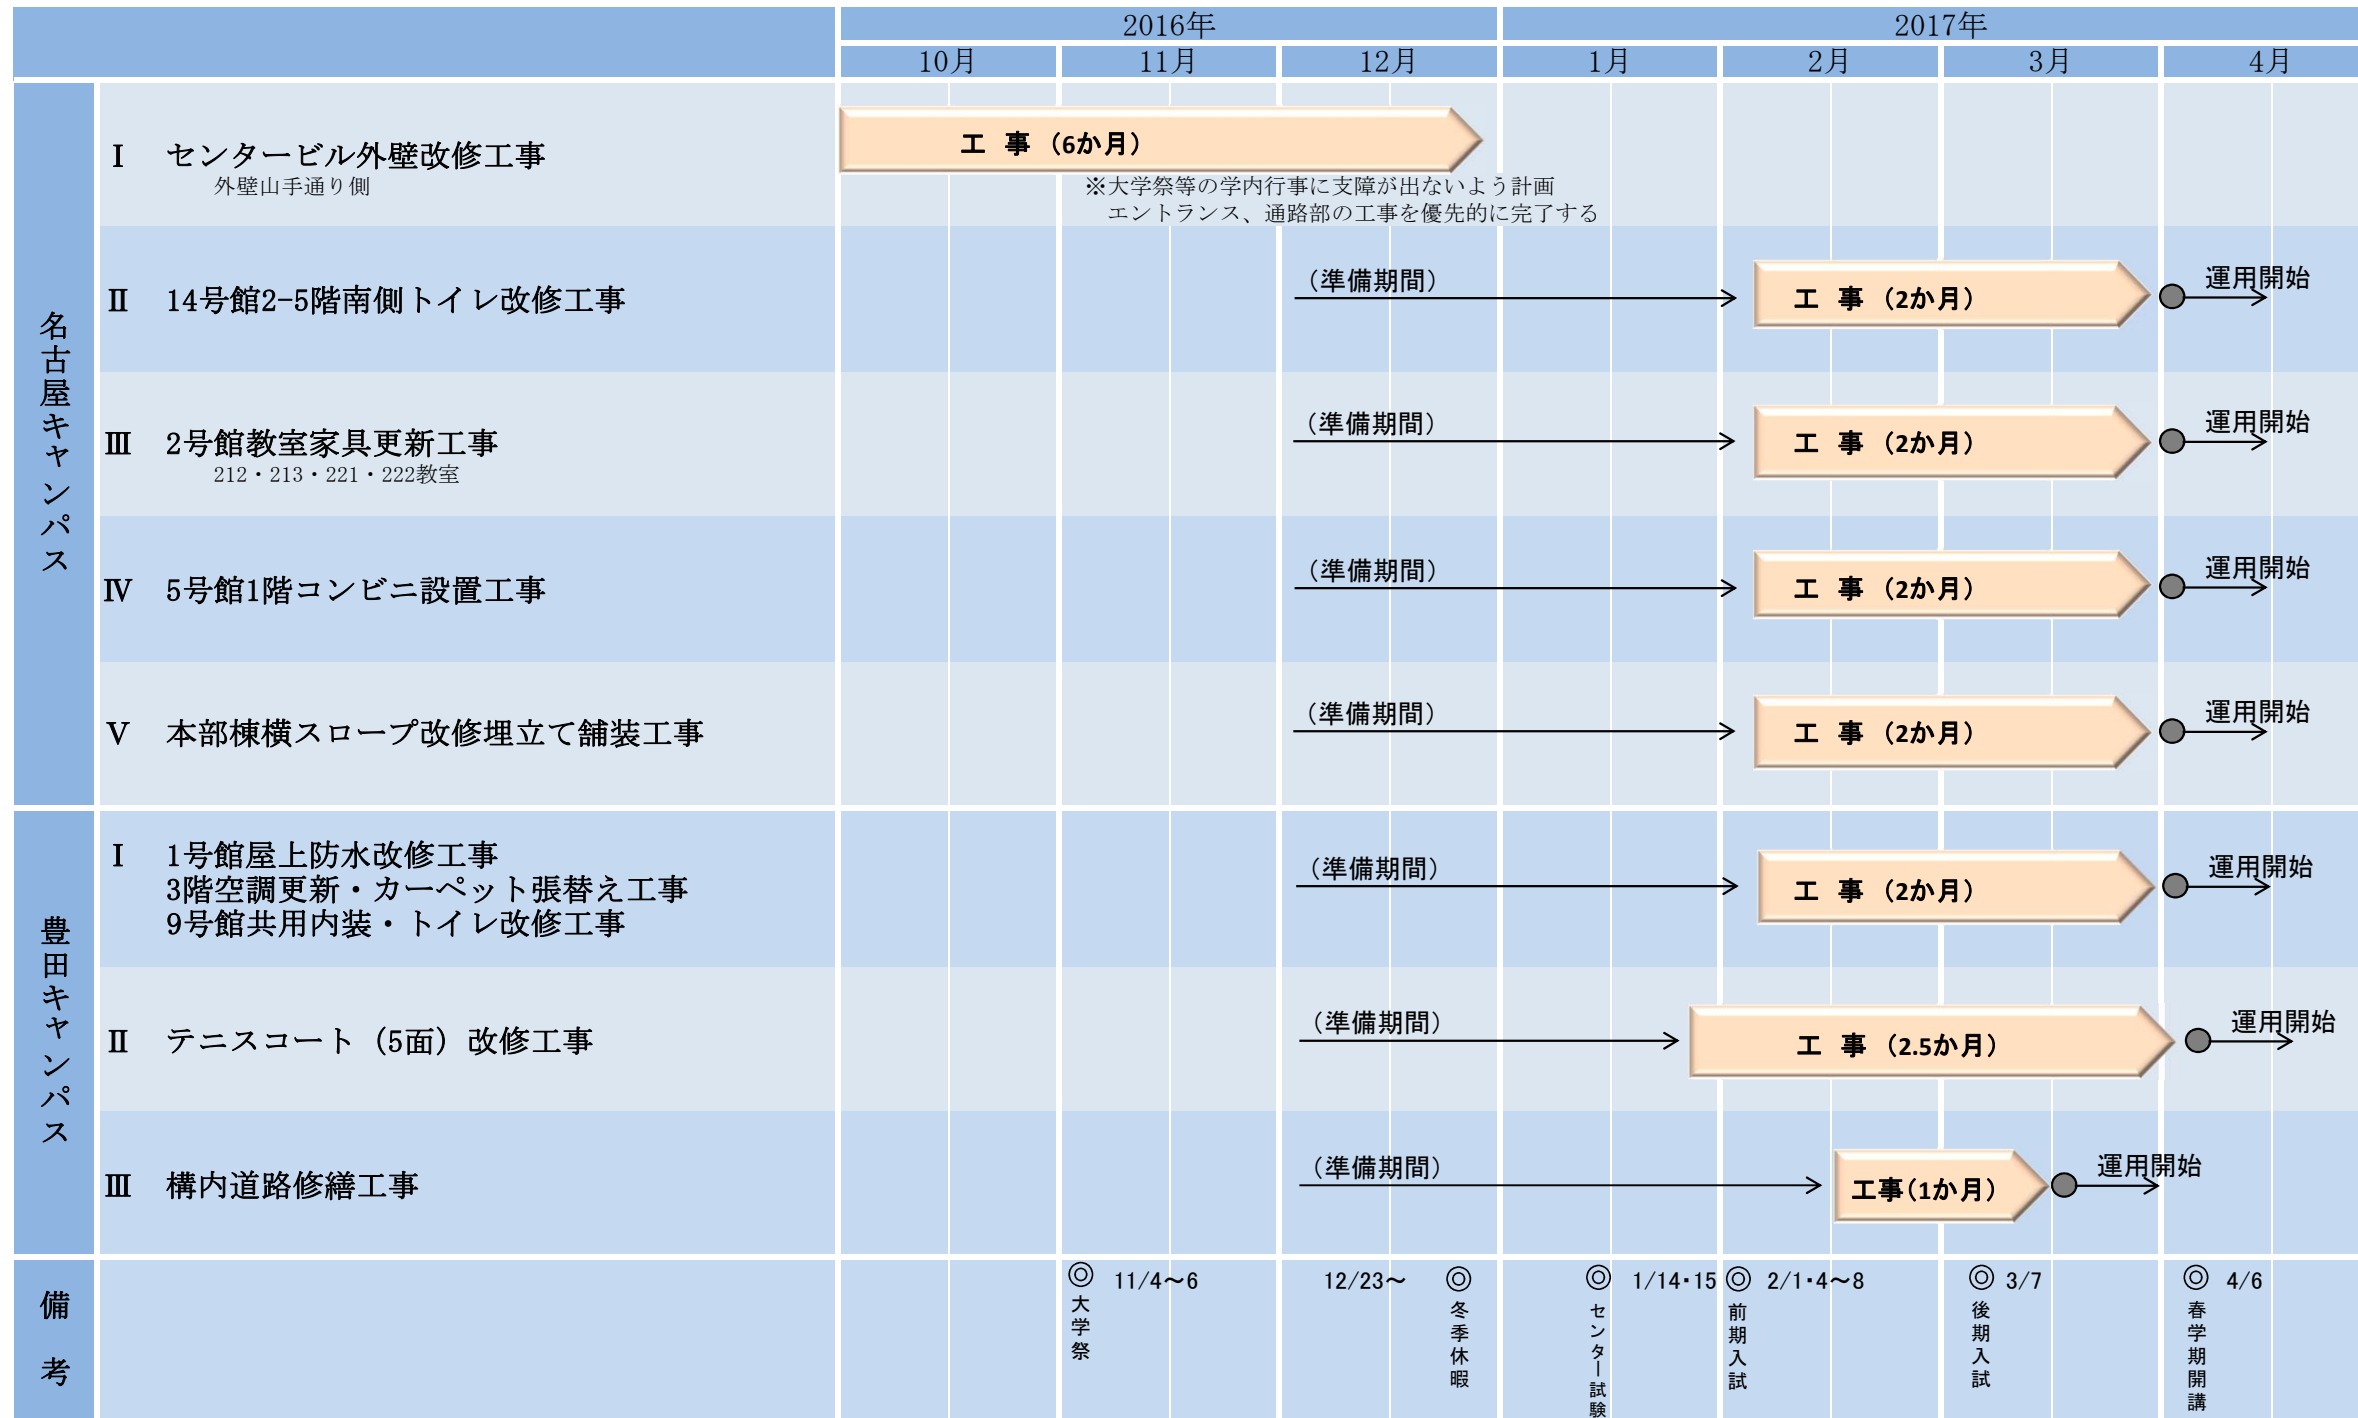 2016年
2017年
10月
11月
12月
1月
2月
3月
4月
名古屋キャンパス
Ⅰ センタービル外壁改修工事
外壁山手通り側
工 事 （6か月）
※大学祭等の学内行事に支障が出ないよう計画
エントランス、通路部の工事を優先的に完了する
Ⅱ 14号館2-5階南側トイレ改修工事
（準備期間）
工 事 （2か月）
運用開始
Ⅲ 2号館教室家具更新工事
212・213・221・222教室
（準備期間）
工 事 （2か月）
運用開始
Ⅳ 5号館1階コンビニ設置工事
（準備期間）
工 事 （2か月）
運用開始
Ⅴ 本部棟横スロープ改修埋立て舗装工事
（準備期間）
工 事 （2か月）
運用開始
豊田キャンパス
Ⅰ 1号館屋上防水改修工事
3階空調更新・カーペット張替え工事
9号館共用内装・トイレ改修工事
（準備期間）
工 事 （2か月）
運用開始
Ⅱ テニスコート（5面）改修工事
（準備期間）
工 事 （2.5か月）
運用開始
Ⅲ 構内道路修繕工事
（準備期間）
工事（1か月）
運用開始
備考
◎ 11/4～6
大学祭
12/23～ ◎
冬季休暇
◎ 1/14・15
センター試験
◎ 2/1・4～8
前期入試
◎ 3/7
後期入試
◎ 4/6
春学期開講